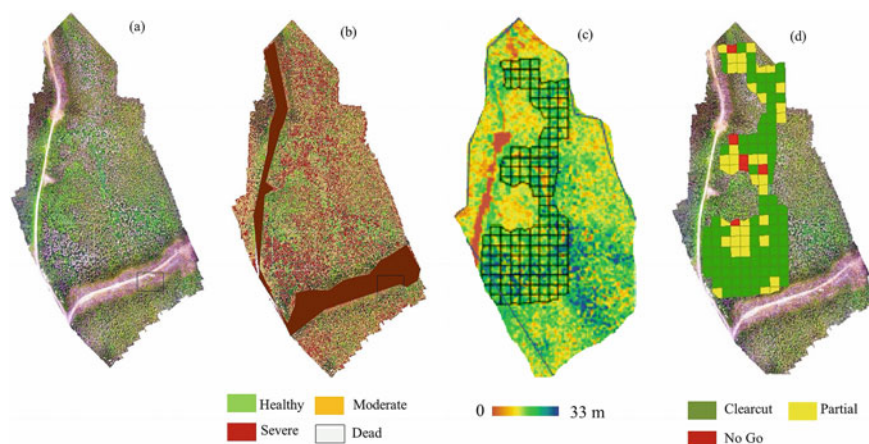 (a)
(b)
(c)
(d)
Healthy
Moderate
Severe
Dead
0
33 m
Clearcut
Partial
No Go